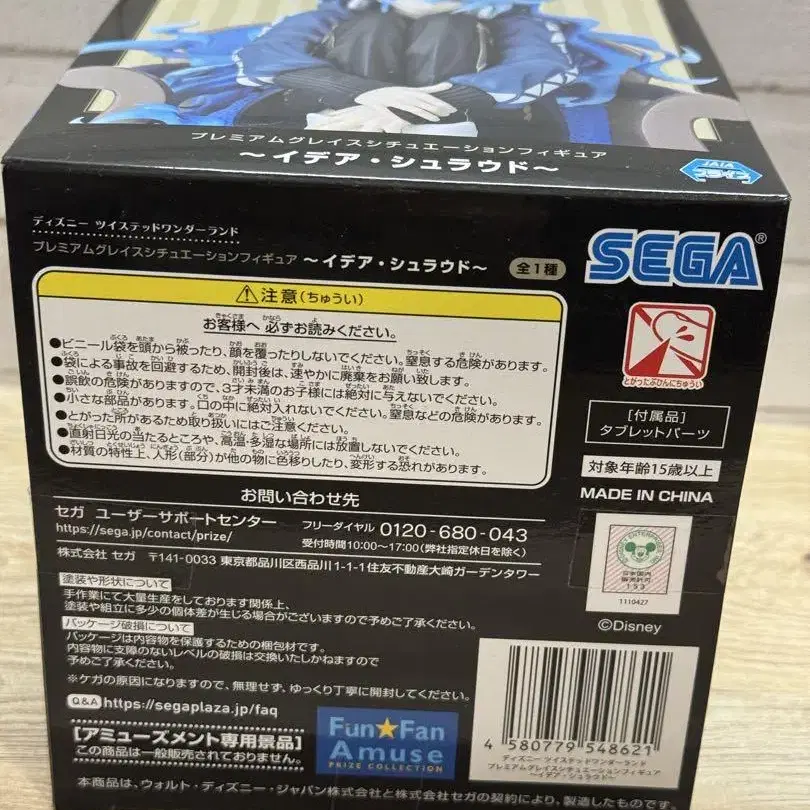 プレミアムグレイスシチュエーションフィギュア
～イデア・シュラウド～
JAIA
プライズ
ディズニー ツイステッドワンダーランド
プレミアムグレイスシチュエーションフィギュア ～イデア・シュラウド～ 全1種
SEGA®
⚠注意(ちゅうい)
お客様へ 必ずお読みください。
●ビニール袋を頭から被ったり、顔を覆ったりしないでください。窒息する危険があります。
●袋による事故を回避するため、開封後は、速やかに廃棄をお願い致します。
●誤飲の危険がありますので、3才未満のお子様には絶対に与えないでください。
●小さな部品があります。口の中に絶対入れないでください。窒息などの危険があります。
●とがった所があるため取り扱いにはご注意ください。
●直射日光の当たるところや、高温・多湿な場所には放置しないでください。
●材質の特性上、人形(部分)が他の物に色移りしたり、変形する恐れがあります。
とがったぶひんにちゅうい
[付属品]
タブレットパーツ
対象年齢15歳以上
MADE IN CHINA
お問い合わせ先
セガ ユーザーサポートセンター
https://sega.jp/contact/prize/
フリーダイヤル 0120-680-043
受付時間10:00～17:00(弊社指定休日を除く)
株式会社 セガ 〒141-0033 東京都品川区西品川1-1-1住友不動産大崎ガーデンタワー
塗装や形状について
手作業にて大量生産をしております関係上、
塗装や組立に多少の個体差が生じる場合がございますので予めご了承ください。
パッケージ破損について
パッケージは内容物を保護するための梱包材です。
内容物に支障のないレベルの破損は交換いたしかねますので
予めご了承ください。
※ケガの原因になりますので、無理せず、ゆっくり丁寧に開封してください。
Q&A https://segaplaza.jp/faq
[アミューズメント専用景品]
この商品は一般販売されておりません。
Fun★Fan
Amuse
PRIZE COLLECTION
日本国内
販売許可
153
1110427
©Disney
4 580779 548621
ディズニー ツイステッドワンダーランド
プレミアムグレイスシチュエーションフィギュア
～イデア・シュラウド～
本商品は、ウォルト・ディズニー・ジャパン株式会社と株式会社セガの契約により、製造したものです。